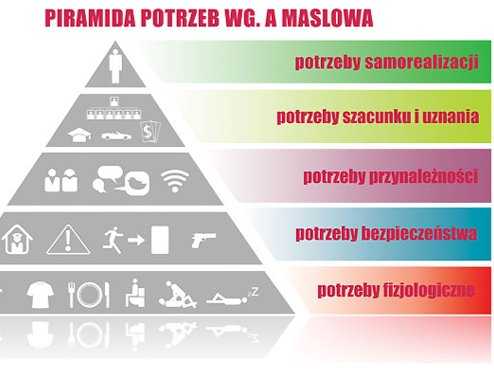 PIRAMIDA POTRZEB WG. A MASLOWA
potrzeby samorealizacji
potrzeby szacunku i uznania
potrzeby przynależności
potrzeby bezpieczeństwa
potrzeby fizjologiczne